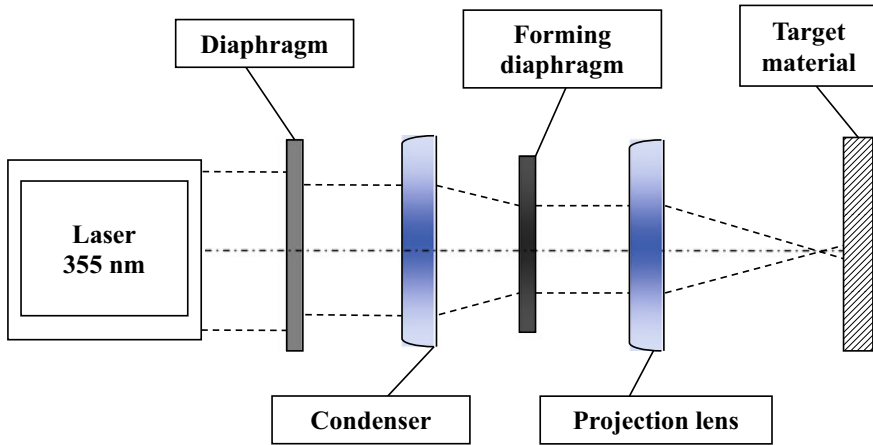 Diaphragm
Forming
diaphragm
Target
material
Laser
355 nm
Condenser
Projection lens